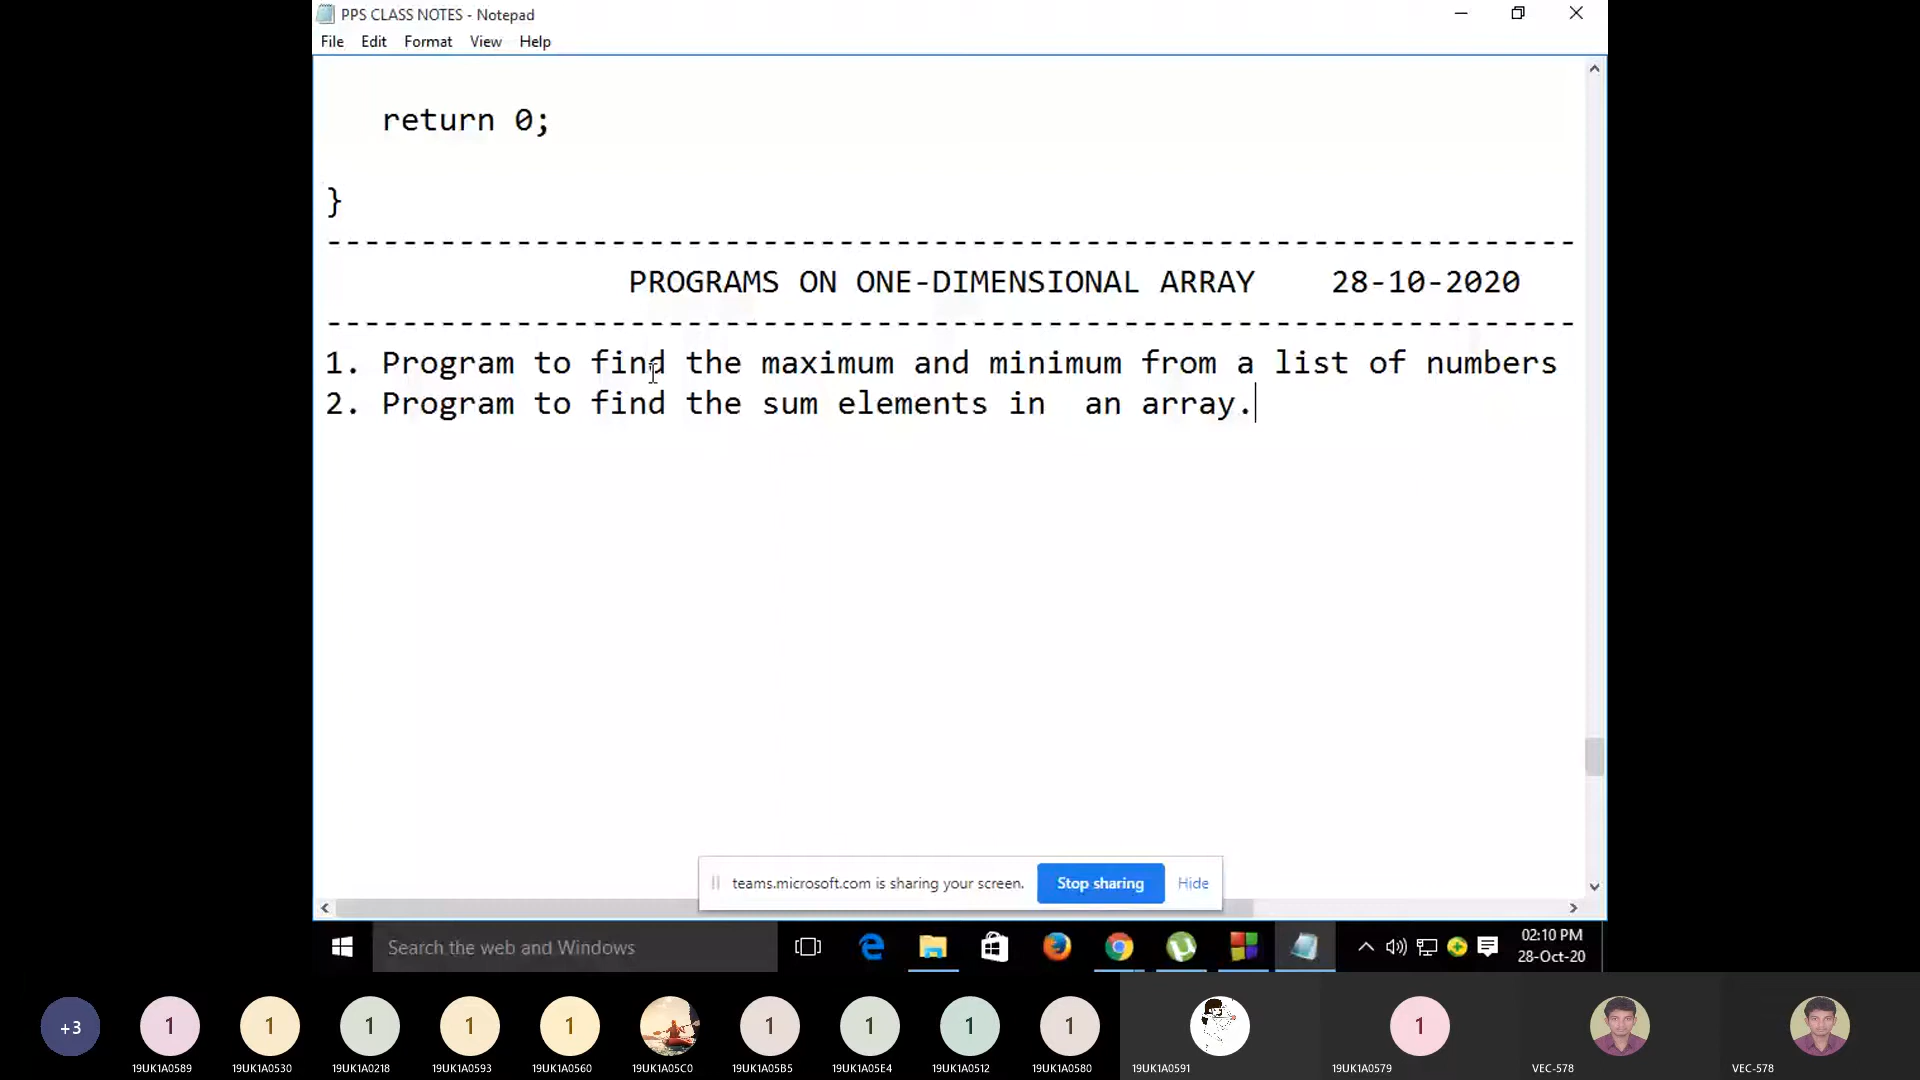 PPS CLASS NOTES - Notepad
File Edit Format View Help
return 0;
}
--------------------------------------------------------------------
PROGRAMS ON ONE-DIMENSIONAL ARRAY 28-10-2020
--------------------------------------------------------------------
1. Program to find the maximum and minimum from a list of numbers
2. Program to find the sum elements in  an array.
teams.microsoft.com is sharing your screen. Stop sharing Hide
Search the web and Windows
02:10 PM
28-Oct-20
+3 1 1 1 1 1 1 1 1 1 1
19UK1A0589 19UK1A0530 19UK1A0218 19UK1A0593 19UK1A0560 19UK1A05C0 19UK1A05B5 19UK1A05E4 19UK1A0512 19UK1A0580 19UK1A0591 19UK1A0579 VEC-578 VEC-578